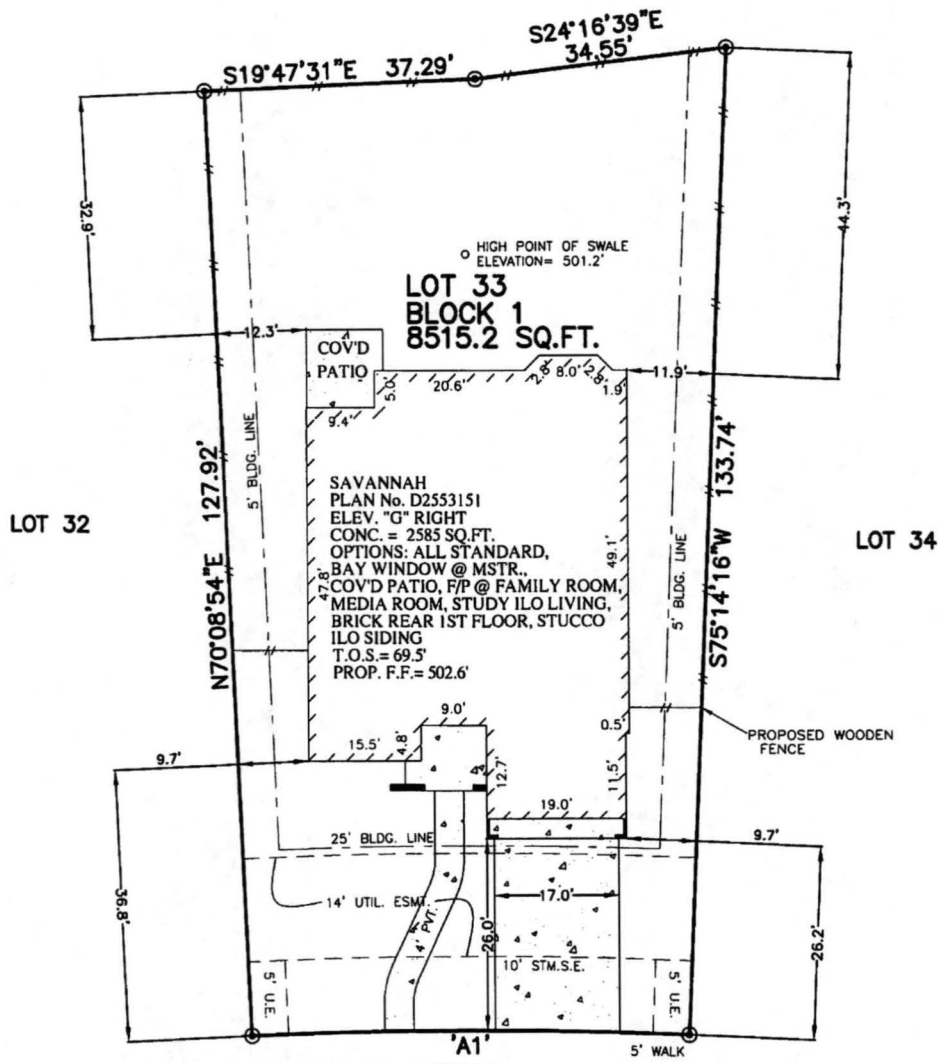 S24°16'39"E
34.55'
S19°47'31"E 37.29'
32.9'
44.3'
HIGH POINT OF SWALE
ELEVATION= 501.2'
LOT 33
BLOCK 1
8515.2 SQ.FT.
12.3'
COV'D
PATIO
5.0'
20.6'
2.8'
8.0'
2.8'
1.9'
11.9'
9.4'
5' BLDG. LINE
N70°08'54"E 127.92'
S75°14'16"W 133.74'
LOT 32
LOT 34
SAVANNAH
PLAN No. D2553151
ELEV. "G" RIGHT
CONC. = 2585 SQ.FT.
OPTIONS: ALL STANDARD,
BAY WINDOW @ MSTR.,
COV'D PATIO, F/P @ FAMILY ROOM,
MEDIA ROOM, STUDY ILO LIVING,
BRICK REAR 1ST FLOOR, STUCCO
ILO SIDING
T.O.S.= 69.5'
PROP. F.F.= 502.6'
47.8'
49.1'
5' BLDG. LINE
9.0'
0.5'
PROPOSED WOODEN
FENCE
15.5'
4.8'
9.7'
12.7'
11.5'
19.0'
25' BLDG. LINE
9.7'
36.8'
14' UTIL. ESMT.
4' PVT.
17.0'
26.0'
26.2'
10' STM.S.E.
5' U.E.
5' U.E.
'A1'
5' WALK